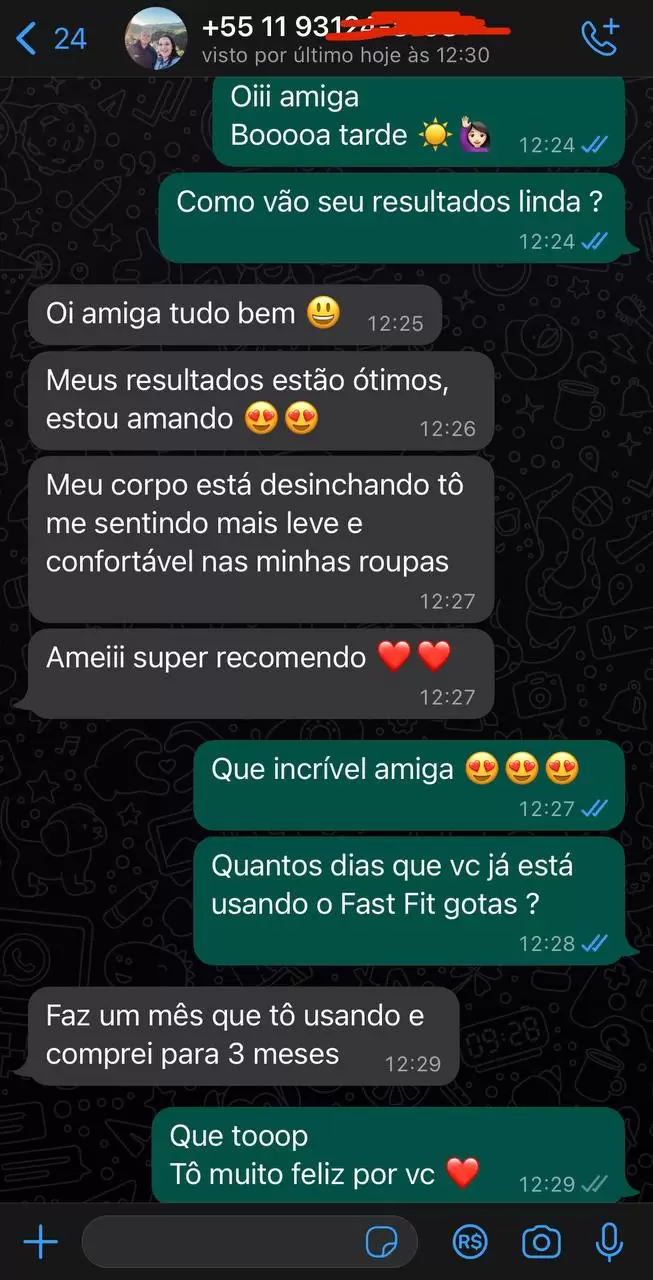 24
+55 11 93124
visto por último hoje às 12:30
Oiii amiga
Booooa tarde ☀️🙋🏻‍♀️ 12:24
Como vão seu resultados linda ?
12:24
Oi amiga tudo bem 😃 12:25
Meus resultados estão ótimos,
estou amando 😍😍 12:26
Meu corpo está desinchando tô
me sentindo mais leve e
confortável nas minhas roupas
12:27
Ameiii super recomendo ❤️❤️
12:27
Que incrível amiga 😍😍😍
12:27
Quantos dias que vc já está
usando o Fast Fit gotas ?
12:28
Faz um mês que tô usando e
comprei para 3 meses 12:29
Que tooop
Tô muito feliz por vc ❤️ 12:29
R$